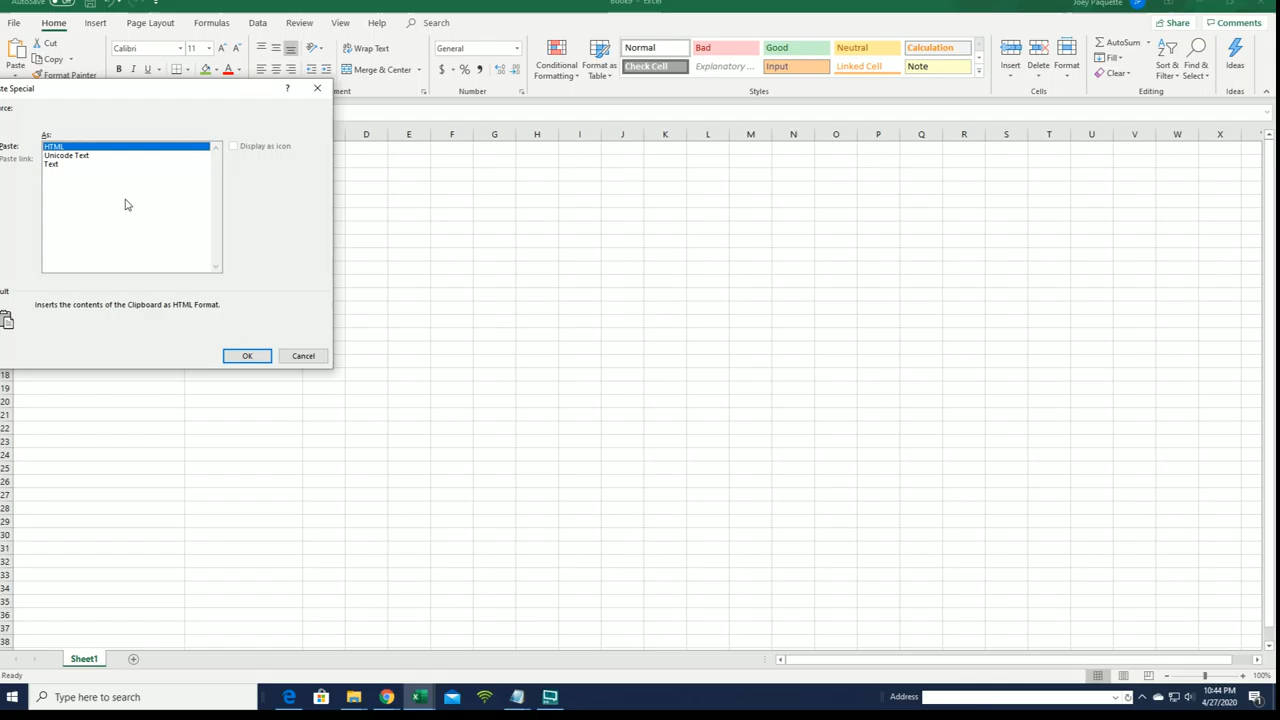 AutoSave Off Book9 - Excel Joey Paquette JP
File Home Insert Page Layout Formulas Data Review View Help Search Share Comments
Paste Cut Copy Format Painter
Calibri 11 A A
B I U A
Wrap Text
Merge & Center
General
$ % 9 Number
Conditional Formatting Format as Table
Normal Bad Good Neutral Calculation
Check Cell Explanatory ... Input Linked Cell Note
Styles
Insert Delete Format
Cells
AutoSum Fill Clear
Sort & Filter Find & Select
Ideas
Ideas
ste Special ? ×
rce:
As:
Paste:
Paste link:
HTML
Unicode Text
Text
Display as icon
ult
Inserts the contents of the Clipboard as HTML Format.
OK Cancel
D E F G H I J K L M N O P Q R S T U V W X
18
19
20
21
22
23
24
25
26
27
28
29
30
31
32
33
34
35
36
37
38
Sheet1
Ready 100%
Type here to search Address 10:44 PM
4/27/2020